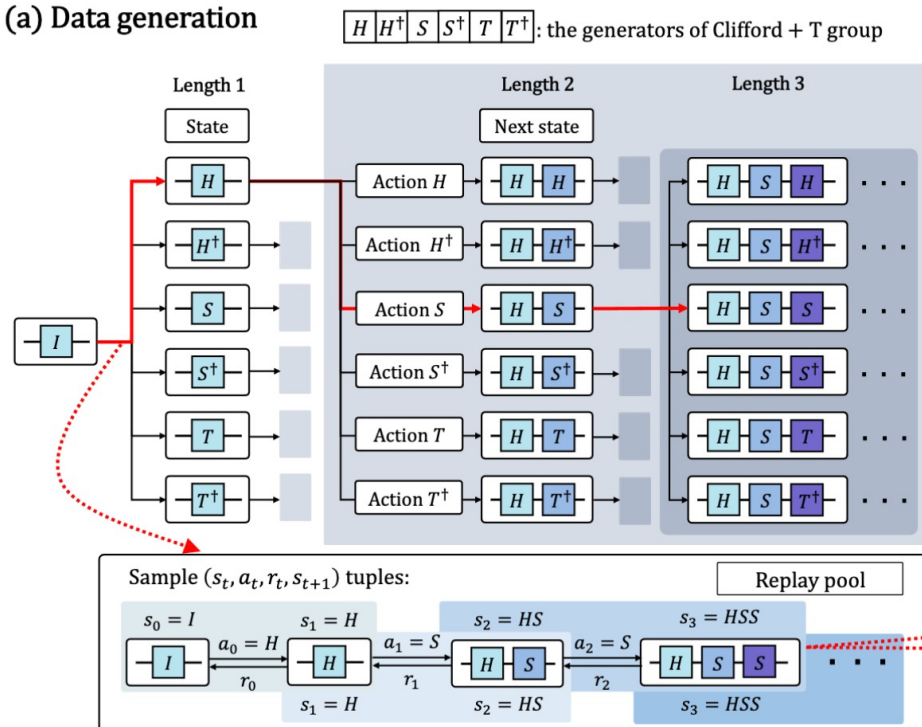 (a) Data generation
H H† S S† T T† : the generators of Clifford + T group
Length 1 Length 2 Length 3
State Next state
H Action H H H H S H . . .
H† Action H† H H† H S H† . . .
S Action S H S H S S . . .
I
S† Action S† H S† H S S† . . .
T Action T H T H S T . . .
T† Action T† H T† H S T† . . .
Sample (s_t, a_t, r_t, s_{t+1}) tuples: Replay pool
s_0 = I s_1 = H s_2 = HS s_3 = HSS
a_0 = H a_1 = S a_2 = S
I H H S H S S . . .
r_0 r_1 r_2
s_1 = H s_2 = HS s_3 = HSS